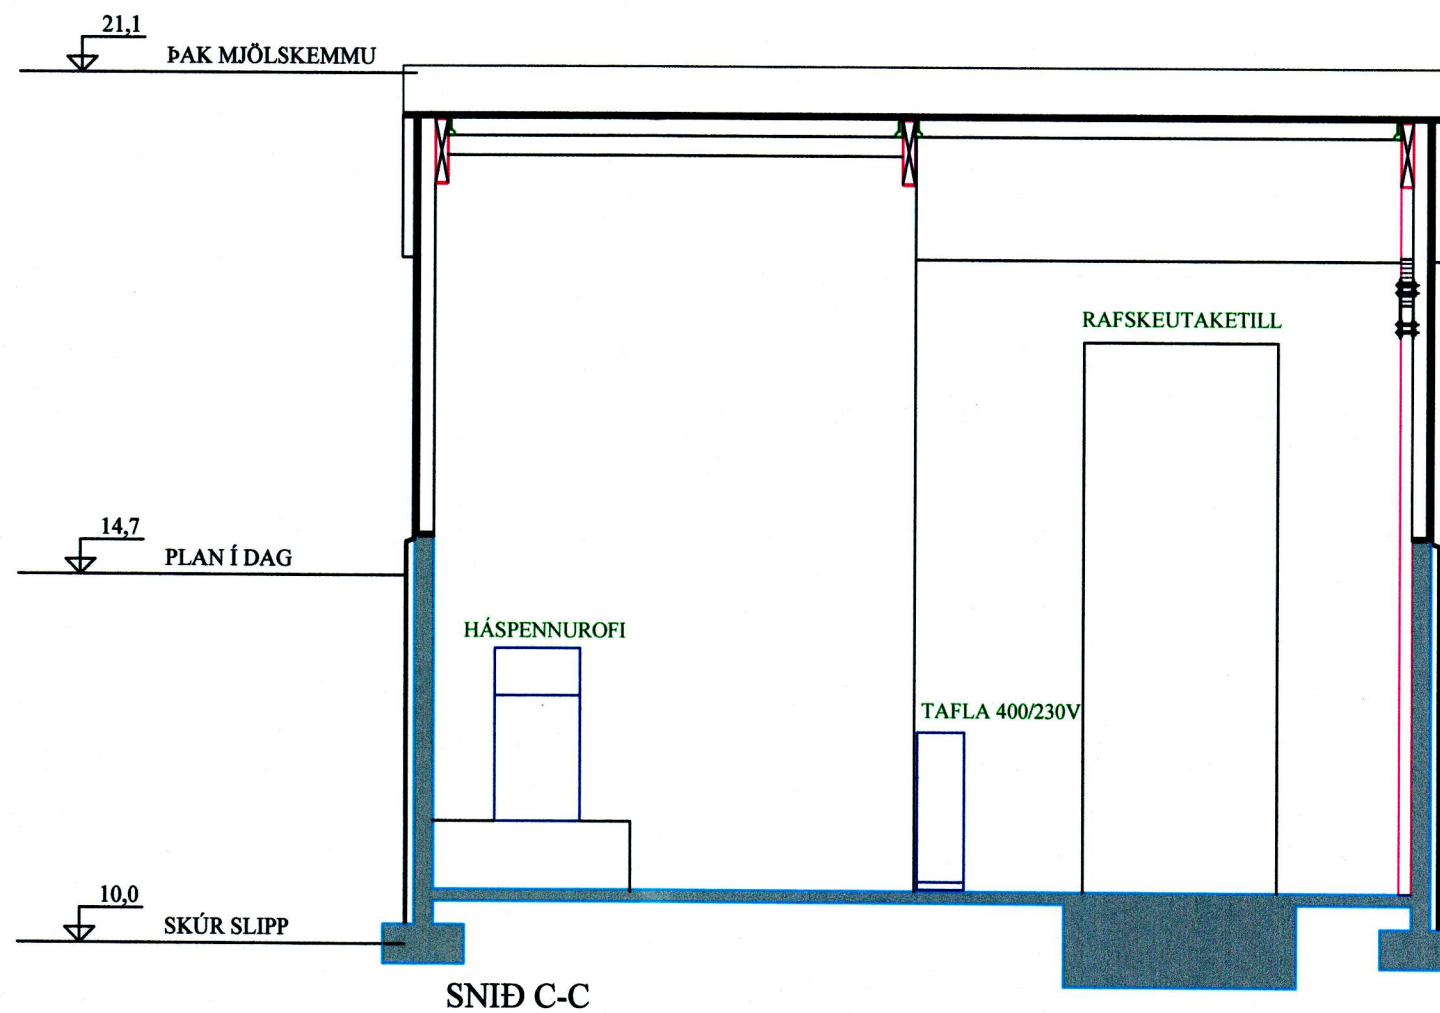 21,1
ÞAK MJÖLSKEMMU
RAFSKEUTAKETILL
14,7
PLAN Í DAG
HÁSPENNUROFI
TAFLA 400/230V
10,0
SKÚR SLIPP
SNIÐ C-C